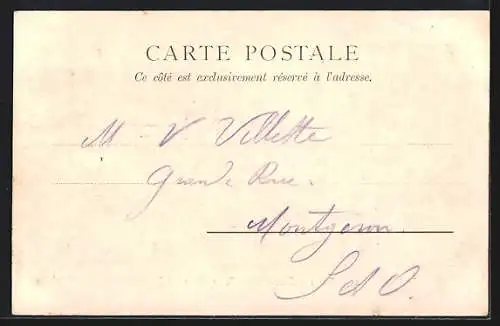 CARTE POSTALE
Ce côté est exclusivement réservé à l'adresse.
M V. Villette
Grande Rue.
Montgeron
S et O.